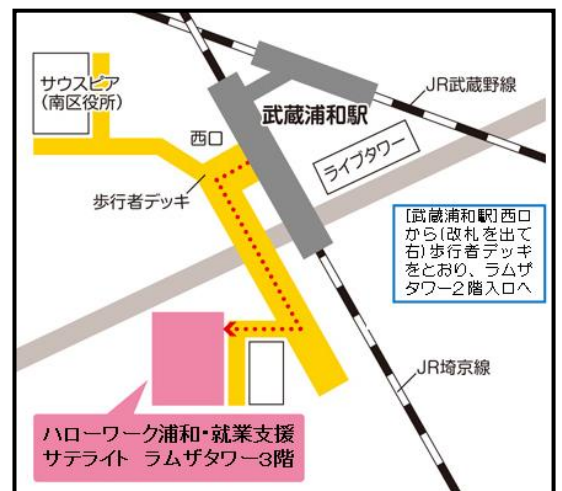 サウスピア
(南区役所)
JR武蔵野線
武蔵浦和駅
西口
ライブタワー
歩行者デッキ
[武蔵浦和駅]西口
から(改札を出て
右)歩行者デッキ
をとおり、ラムザ
タワー2階入口へ
JR埼京線
ハローワーク浦和・就業支援
サテライト ラムザタワー3階